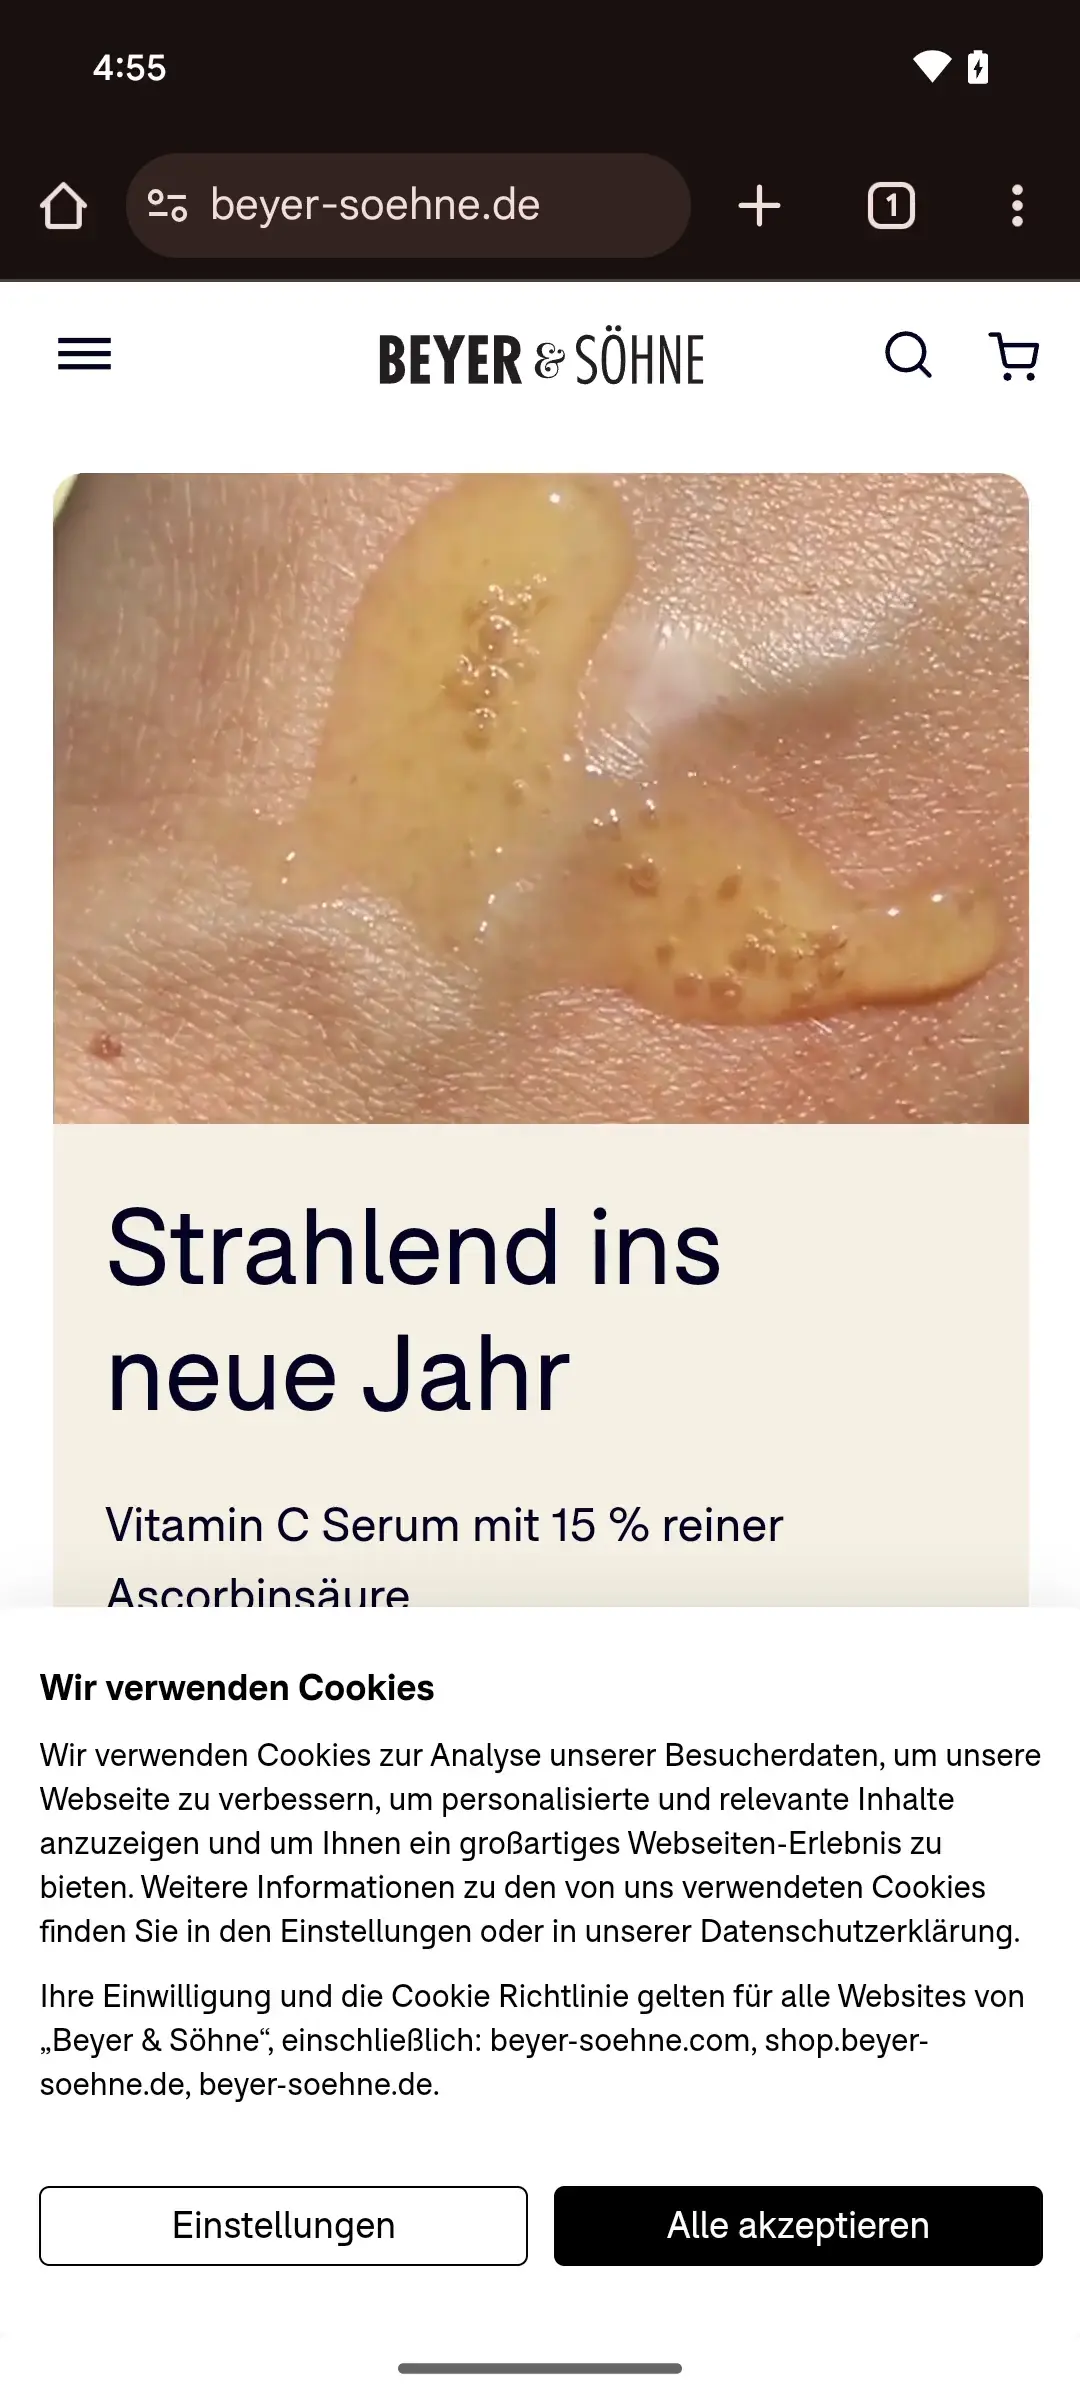 4:55
beyer-soehne.de
1
BEYER & SÖHNE
Strahlend ins
neue Jahr
Vitamin C Serum mit 15 % reiner
Ascorbinsäure
Wir verwenden Cookies
Wir verwenden Cookies zur Analyse unserer Besucherdaten, um unsere
Webseite zu verbessern, um personalisierte und relevante Inhalte
anzuzeigen und um Ihnen ein großartiges Webseiten-Erlebnis zu
bieten. Weitere Informationen zu den von uns verwendeten Cookies
finden Sie in den Einstellungen oder in unserer Datenschutzerklärung.
Ihre Einwilligung und die Cookie Richtlinie gelten für alle Websites von
„Beyer & Söhne“, einschließlich: beyer-soehne.com, shop.beyer-
soehne.de, beyer-soehne.de.
Einstellungen
Alle akzeptieren